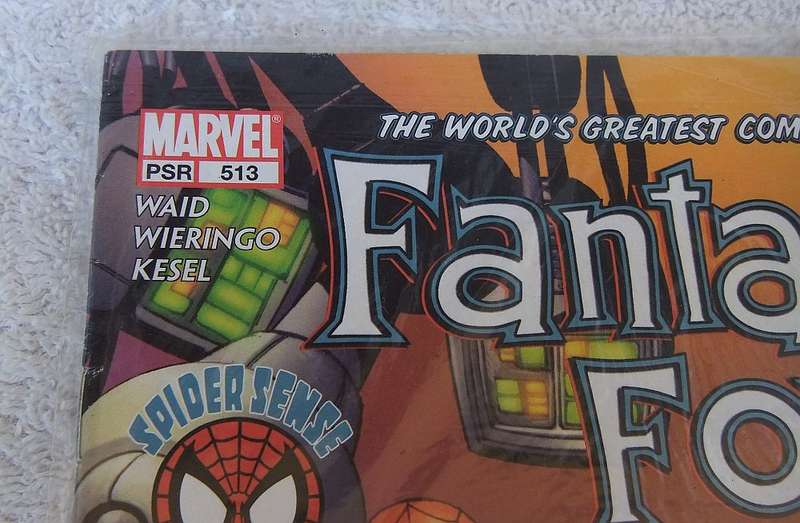 THE WORLD'S GREATEST COM
MARVEL®
PSR 513
WAID
WIERINGO
KESEL
Fanta
Fo
SPIDER SENSE